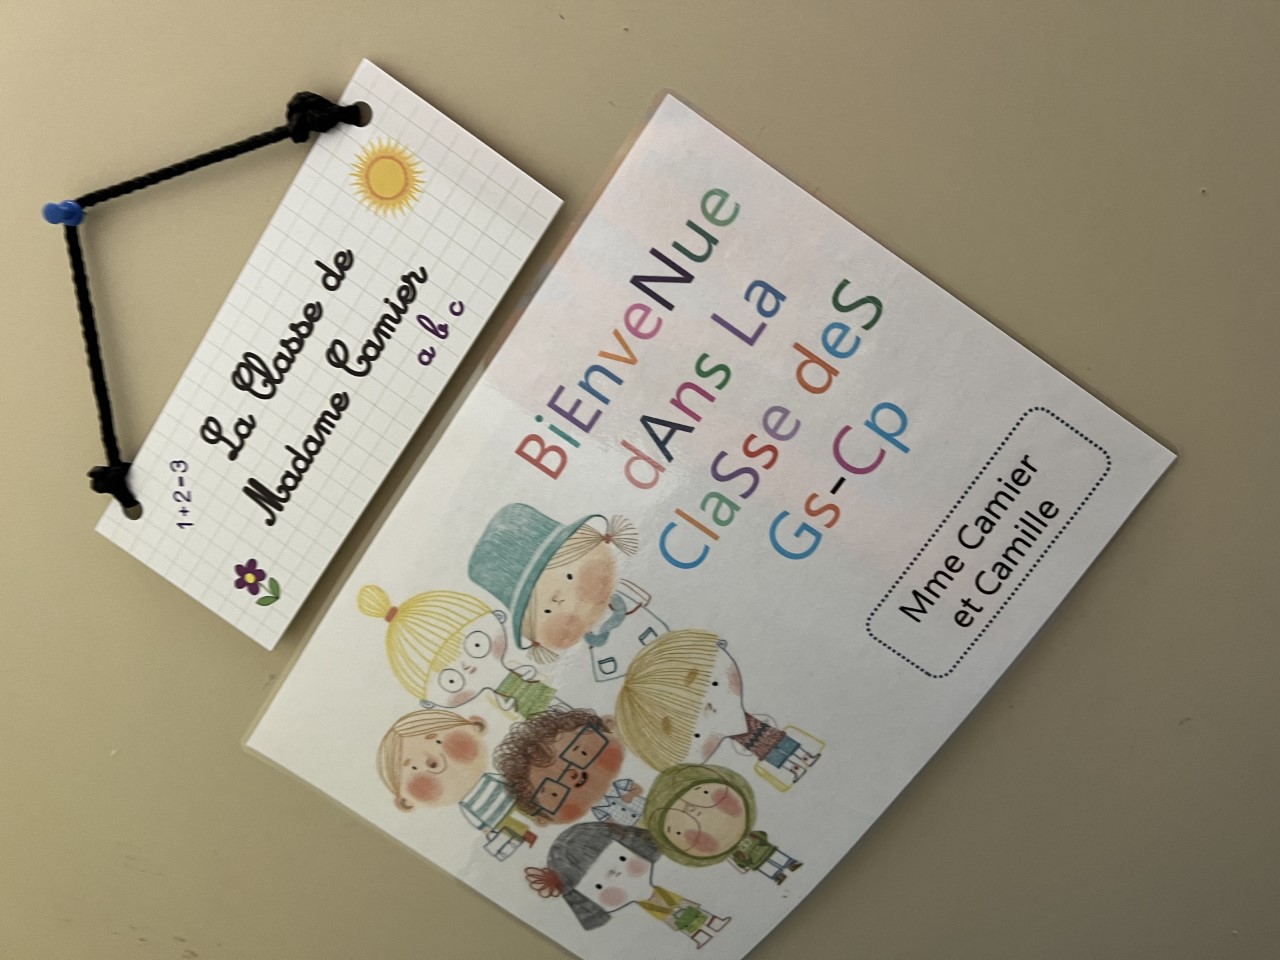 La Classe de
Madame Camier
a b c
1+2=3
BiEnveNue
dAns La
ClaSse deS
Gs-Cp
Mme Camier
et Camille